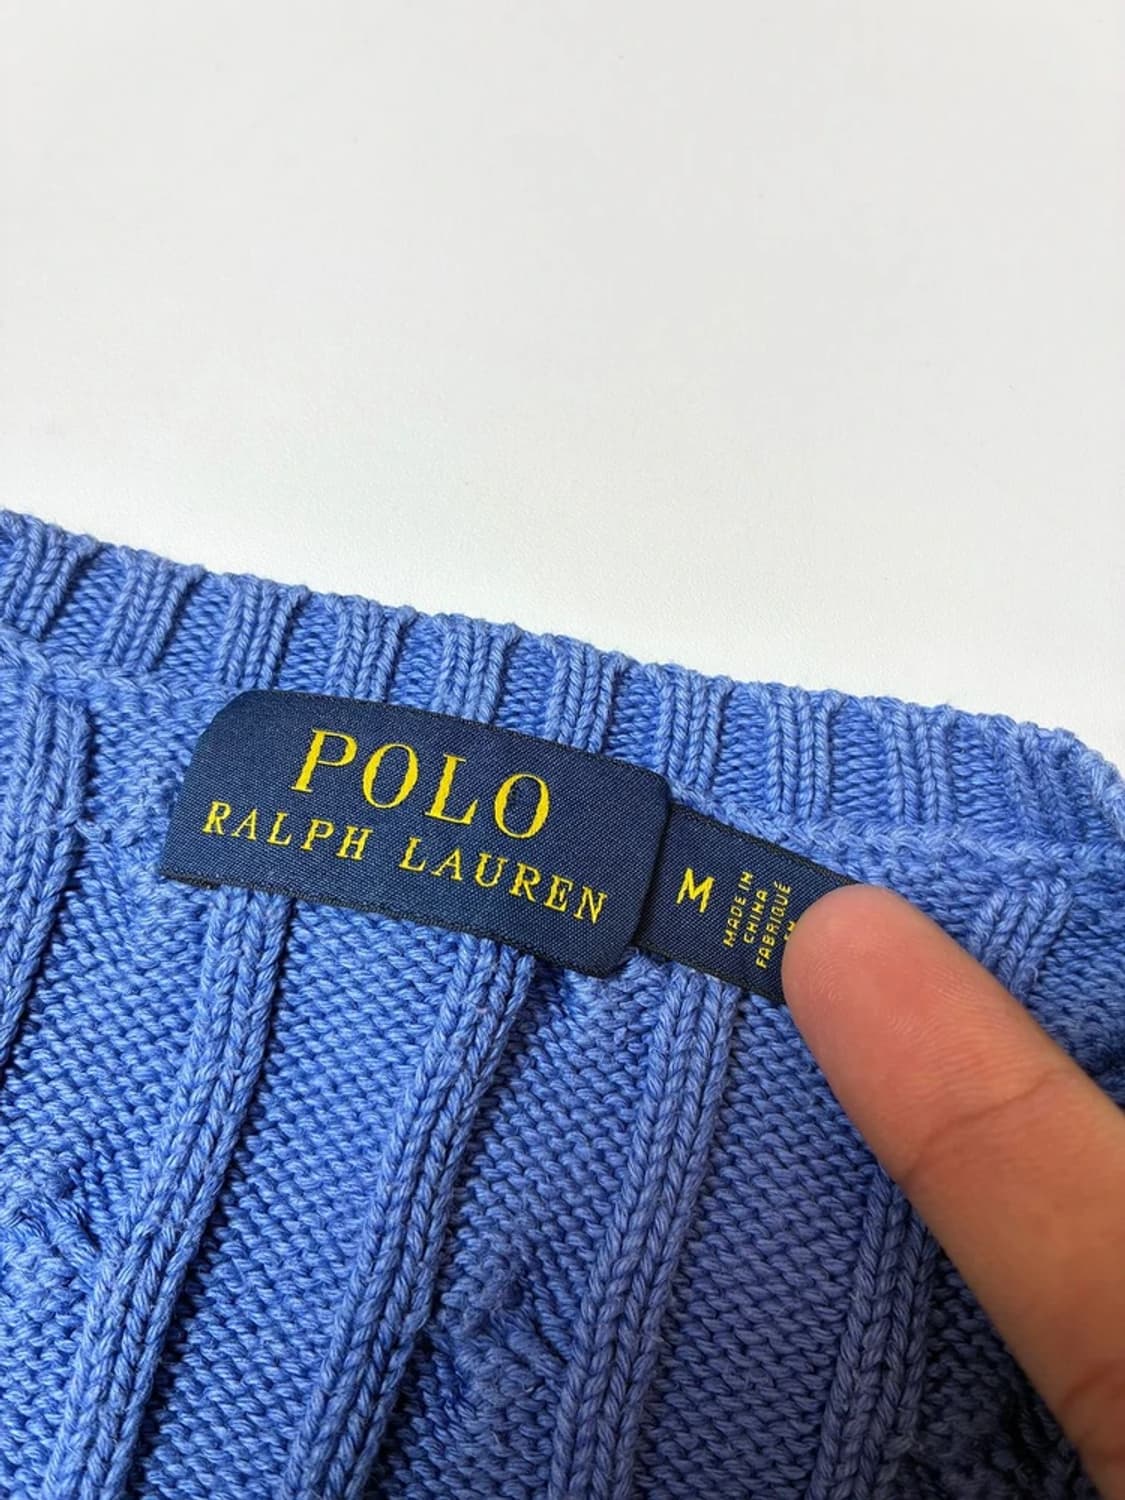 POLO
RALPH LAUREN
M
MADE IN
CHINA
FABRIQUÉ